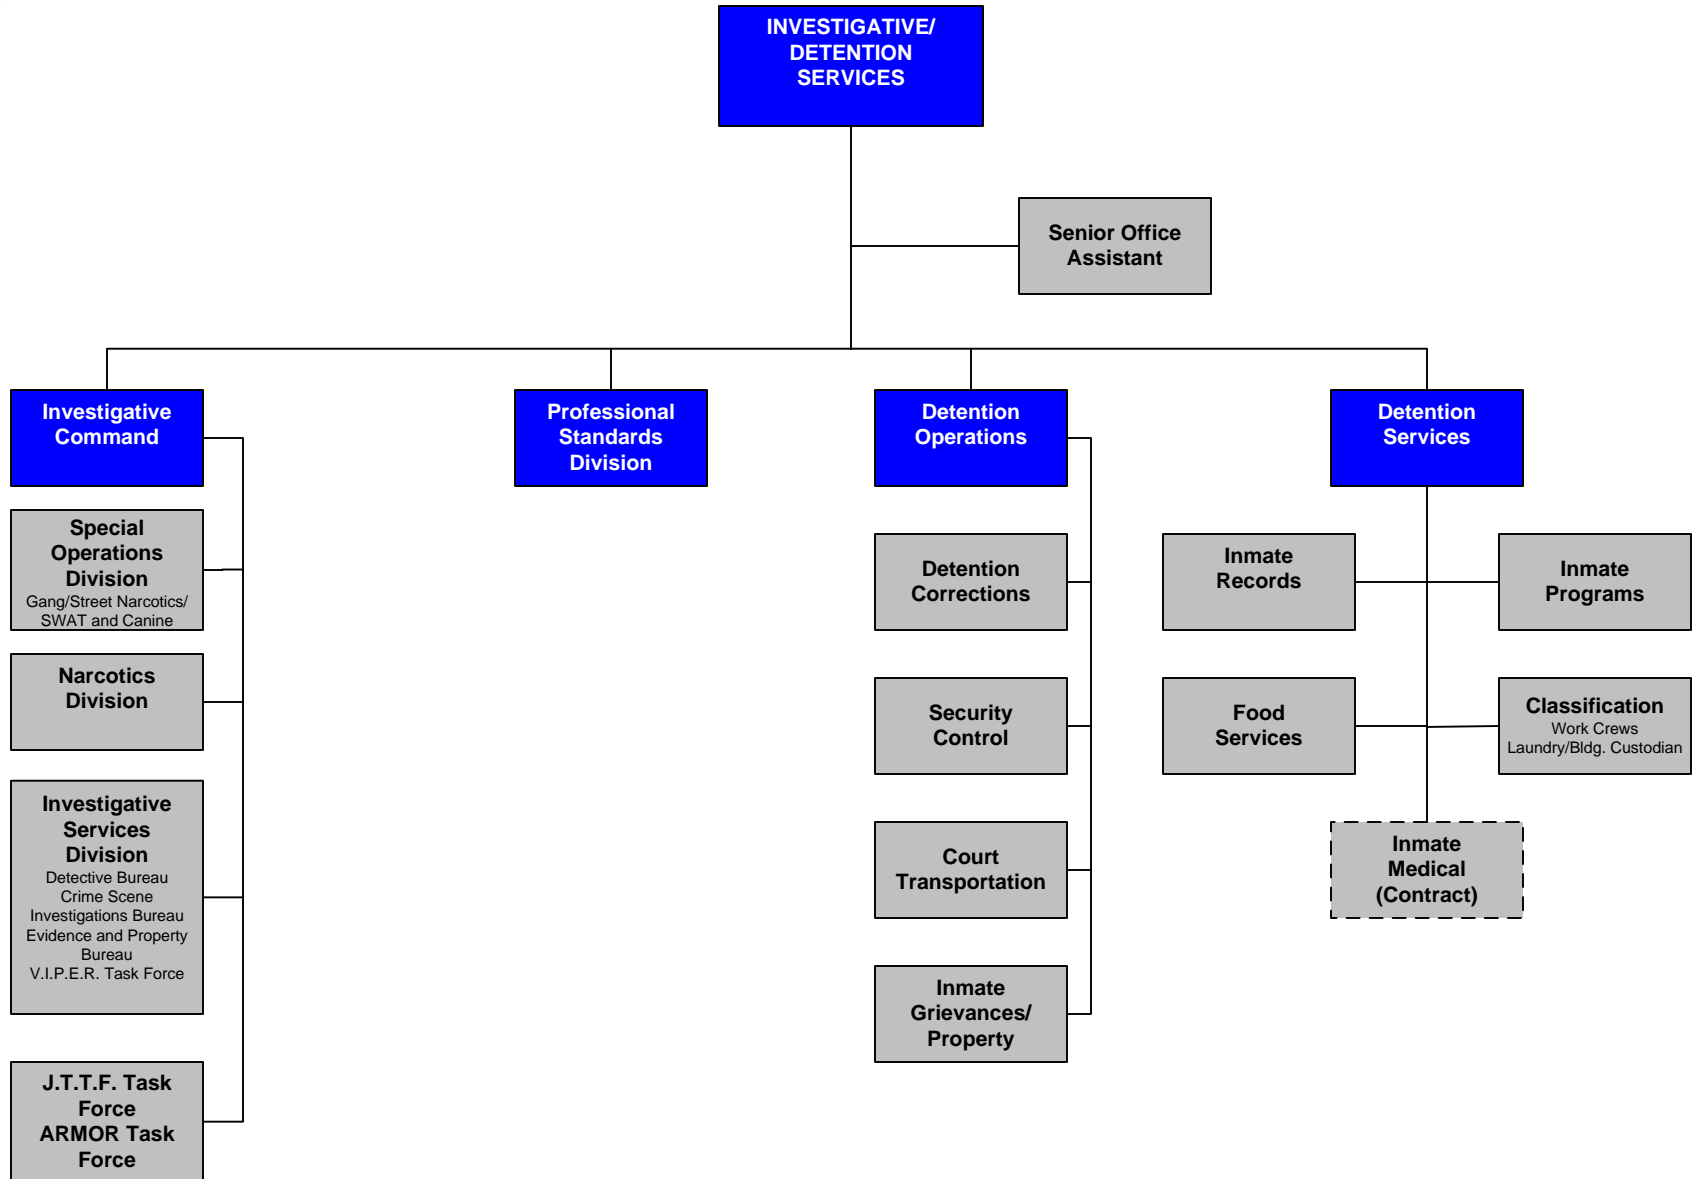 INVESTIGATIVE/
DETENTION
SERVICES
Senior Office
Assistant
Investigative
Command
Professional
Standards
Division
Detention
Operations
Detention
Services
Special
Operations
Division
Gang/Street Narcotics/
SWAT and Canine
Narcotics
Division
Investigative
Services
Division
Detective Bureau
Crime Scene
Investigations Bureau
Evidence and Property
Bureau
V.I.P.E.R. Task Force
J.T.T.F. Task
Force
ARMOR Task
Force
Detention
Corrections
Security
Control
Court
Transportation
Inmate
Grievances/
Property
Inmate
Records
Inmate
Programs
Food
Services
Classification
Work Crews
Laundry/Bldg. Custodian
Inmate
Medical
(Contract)